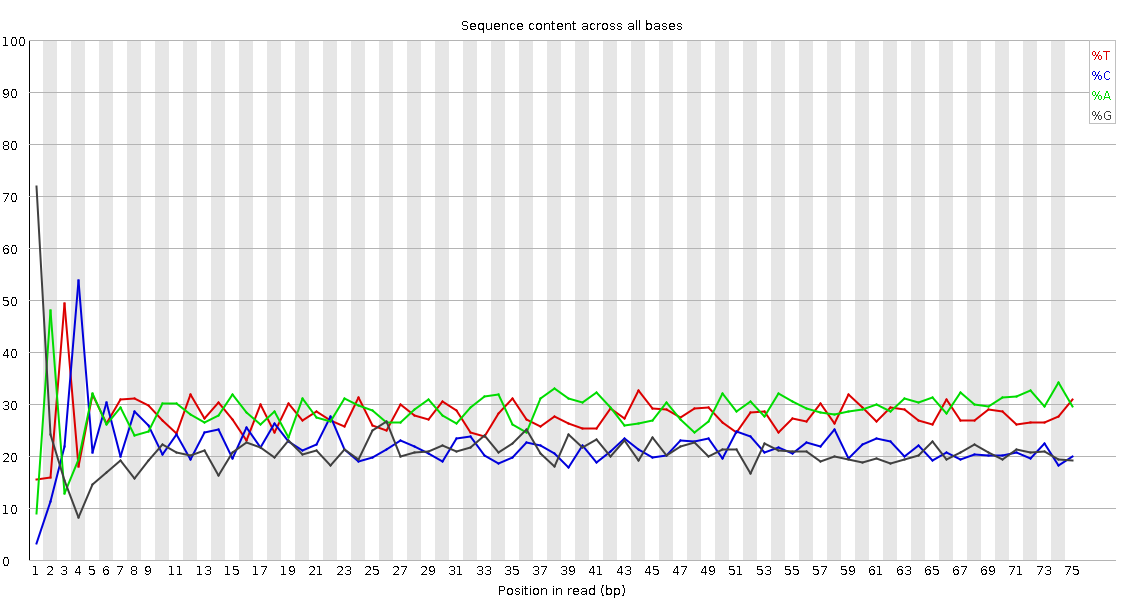 Sequence content across all bases
100
90
80
70
60
50
40
30
20
10
0
%T
%C
%A
%G
1 2 3 4 5 6 7 8 9 11 13 15 17 19 21 23 25 27 29 31 33 35 37 39 41 43 45 47 49 51 53 55 57 59 61 63 65 67 69 71 73 75
Position in read (bp)